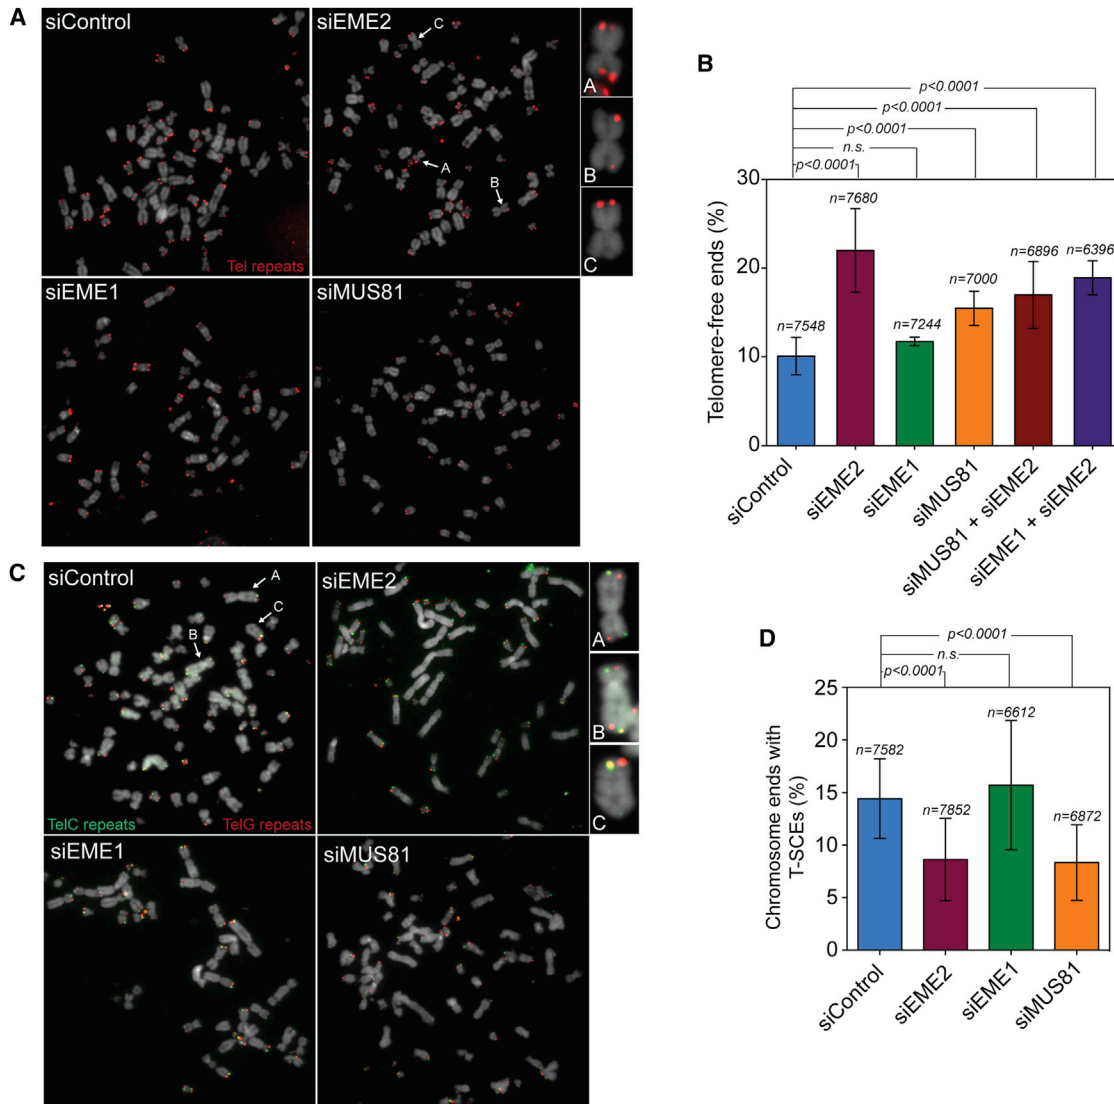 A
siControl
siEME2
C
A
B
Tel repeats
siEME1
siMUS81
A
B
C
B
p<0.0001
p<0.0001
p<0.0001
n.s.
p<0.0001
Telomere-free ends (%)
30
20
10
0
n=7548
n=7680
n=7244
n=7000
n=6896
n=6396
siControl
siEME2
siEME1
siMUS81
siMUS81 + siEME2
siEME1 + siEME2
C
siControl
A
C
B
TelC repeats
TelG repeats
siEME2
A
B
C
siEME1
siMUS81
D
p<0.0001
n.s.
p<0.0001
Chromosome ends with
T-SCEs (%)
25
20
15
10
5
0
n=7582
n=7852
n=6612
n=6872
siControl
siEME2
siEME1
siMUS81